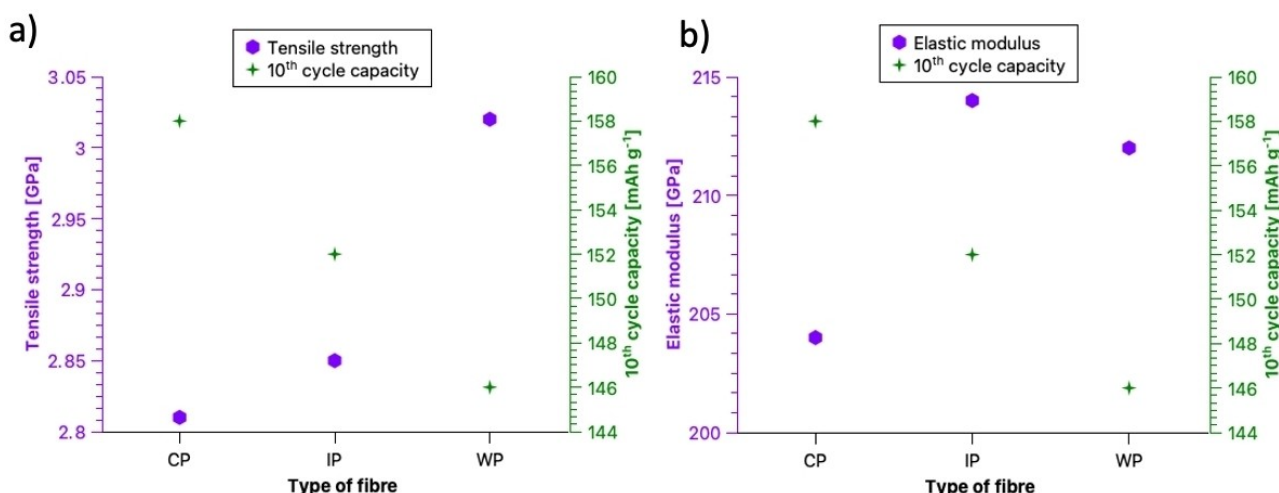 a)
Tensile strength
10th cycle capacity
3.05
3
2.95
2.9
2.85
2.8
Tensile strength [GPa]
160
158
156
154
152
150
148
146
144
10th cycle capacity [mAh g-1]
CP
IP
WP
Type of fibre
b)
Elastic modulus
10th cycle capacity
215
210
205
200
Elastic modulus [GPa]
160
158
156
154
152
150
148
146
144
10th cycle capacity [mAh g-1]
CP
IP
WP
Type of fibre